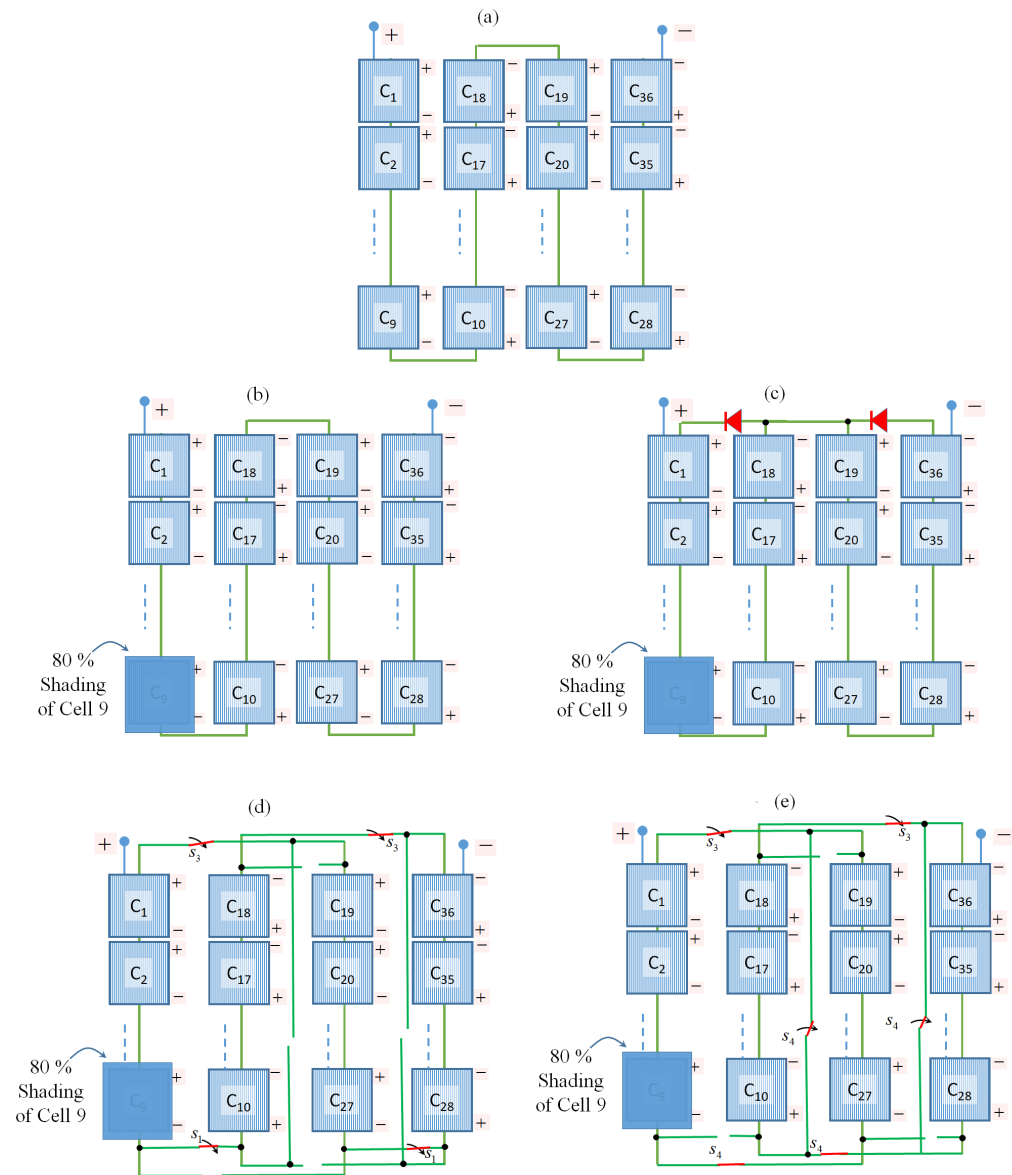 (a)
+ −
C1 + C18 − C19 + C36 −
− + − +
C2 + C17 − C20 + C35 −
− + − +
C9 + C10 − C27 + C28 −
− + − +
(b)
+ −
C1 + C18 − C19 + C36 −
− + − +
C2 + C17 − C20 + C35 −
− + − +
80 %
Shading
of Cell 9
C9 + C10 − C27 + C28 −
− + − +
(c)
+ −
C1 + C18 − C19 + C36 −
− + − +
C2 + C17 − C20 + C35 −
− + − +
80 %
Shading
of Cell 9
C9 + C10 − C27 + C28 −
− + − +
(d)
+ s3 s3 −
C1 + C18 − C19 + C36 −
− + − +
C2 + C17 − C20 + C35 −
− + − +
80 %
Shading
of Cell 9
C9 + C10 − C27 + C28 −
− + − +
s1 s1
(e)
+ s3 s3 −
C1 + C18 − C19 + C36 −
− + − +
C2 + C17 − C20 + C35 −
− + − +
s4 s4
80 %
Shading
of Cell 9
C9 + C10 − C27 + C28 −
− + − +
s4 s4